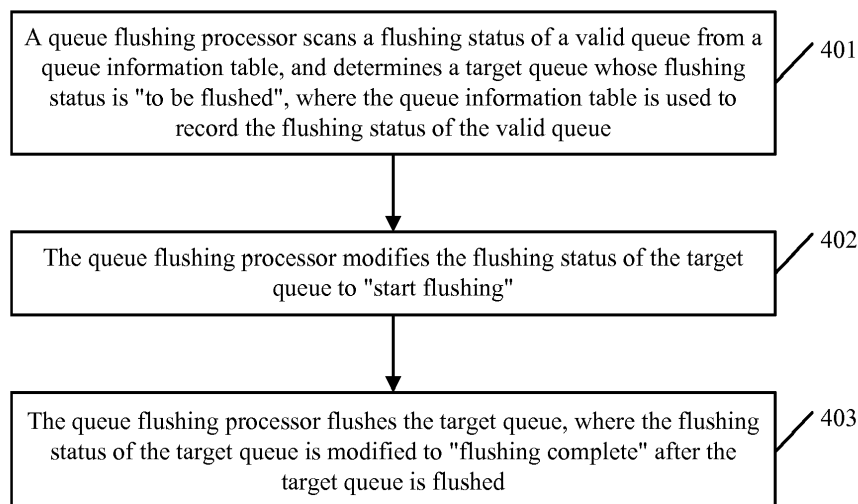 A queue flushing processor scans a flushing status of a valid queue from a
queue information table, and determines a target queue whose flushing
status is "to be flushed", where the queue information table is used to
record the flushing status of the valid queue
401
The queue flushing processor modifies the flushing status of the target
queue to "start flushing"
402
The queue flushing processor flushes the target queue, where the flushing
status of the target queue is modified to "flushing complete" after the
target queue is flushed
403